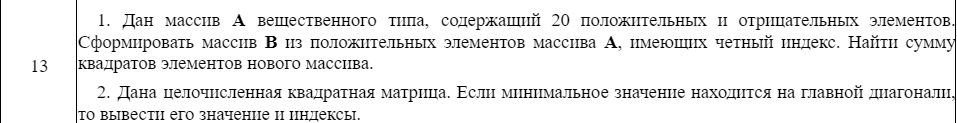 1. Дан массив А вещественного типа, содержащий 20 положительных и отрицательных элементов.
Сформировать массив В из положительных элементов массива А, имеющих четный индекс. Найти сумму
13
квадратов элементов нового массива.
2. Дана целочисленная квадратная матрица. Если минимальное значение находится на главной диагонали,
то вывести его значение и индексы.